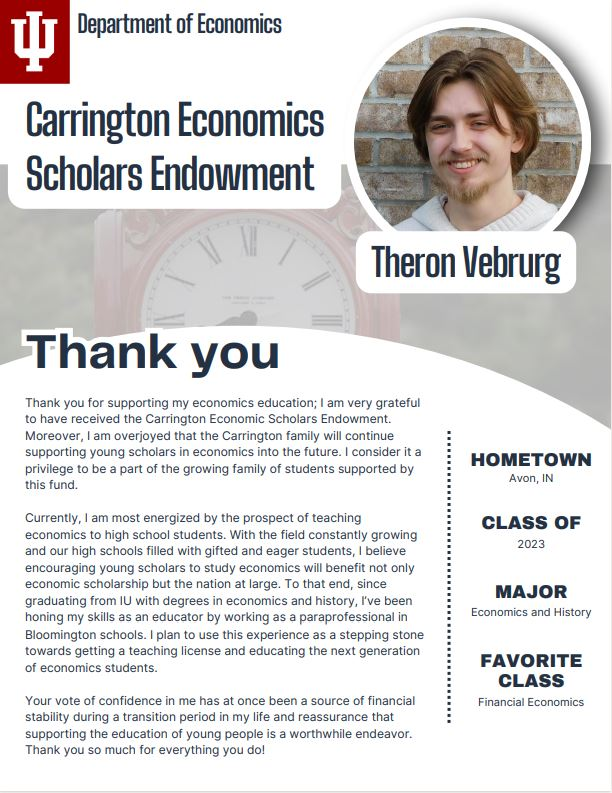 Department of Economics
Carrington Economics
Scholars Endowment
Theron Vebrurg
Thank you
Thank you for supporting my economics education; I am very grateful
to have received the Carrington Economic Scholars Endowment.
Moreover, I am overjoyed that the Carrington family will continue
supporting young scholars in economics into the future. I consider it a
privilege to be a part of the growing family of students supported by
this fund.
Currently, I am most energized by the prospect of teaching
economics to high school students. With the field constantly growing
and our high schools filled with gifted and eager students, I believe
encouraging young scholars to study economics will benefit not only
economic scholarship but the nation at large. To that end, since
graduating from IU with degrees in economics and history, I've been
honing my skills as an educator by working as a paraprofessional in
Bloomington schools. I plan to use this experience as a stepping stone
towards getting a teaching license and educating the next generation
of economics students.
Your vote of confidence in me has at once been a source of financial
stability during a transition period in my life and reassurance that
supporting the education of young people is a worthwhile endeavor.
Thank you so much for everything you do!
HOMETOWN
Avon, IN
CLASS OF
2023
MAJOR
Economics and History
FAVORITE
CLASS
Financial Economics